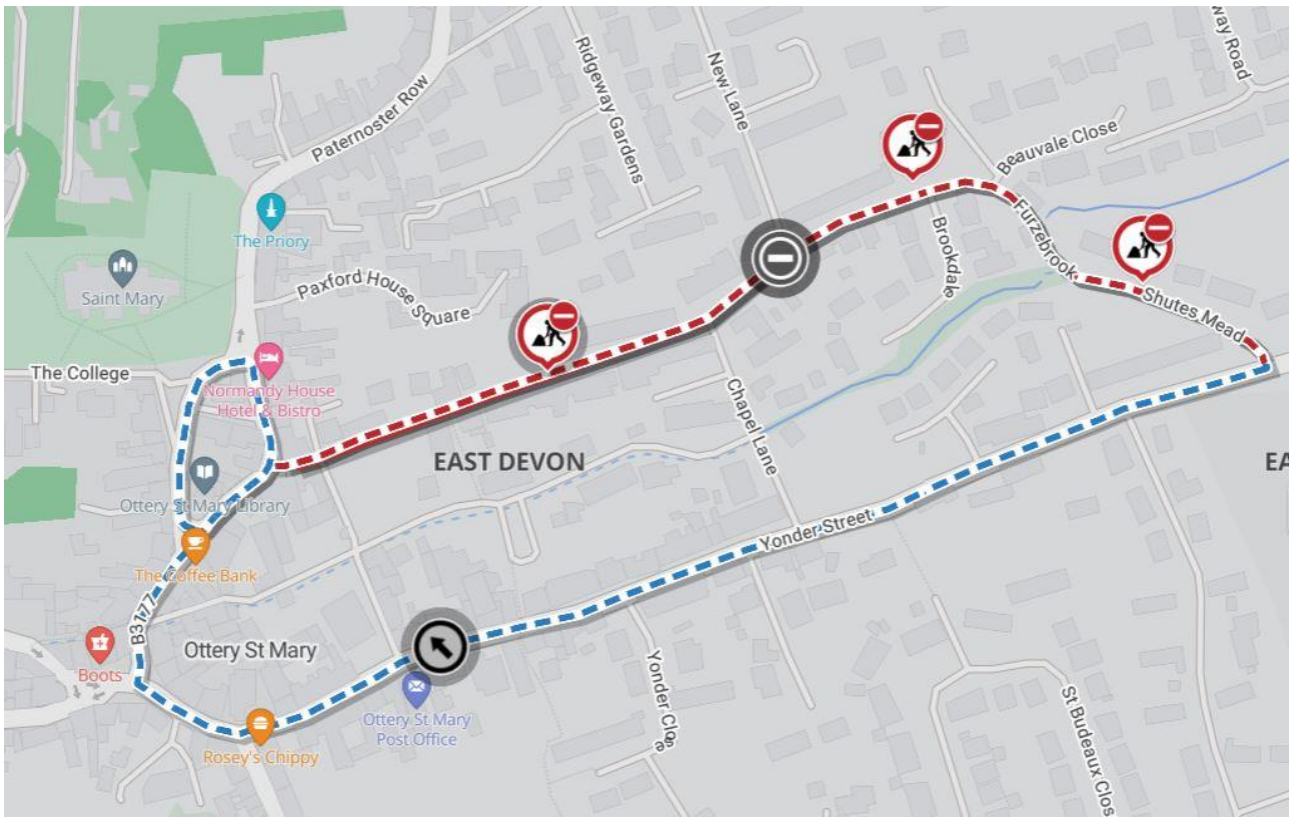 way Road
New Lane
Ridgeway Gardens
Paternoster Row
Beauvale Close
The Priory
Furzebrook
Brookdale
Saint Mary
Paxford House
Square
Shutes Mead
The College
Normandy House
Hotel & Bistro
Chapel Lane
EAST DEVON
EA
Ottery St Mary Library
Yonder Street
The Coffee Bank
B3177
Ottery St Mary
Boots
Yonder Close
St Budeaux Clos
Ottery St Mary
Post Office
Rosey's Chippy